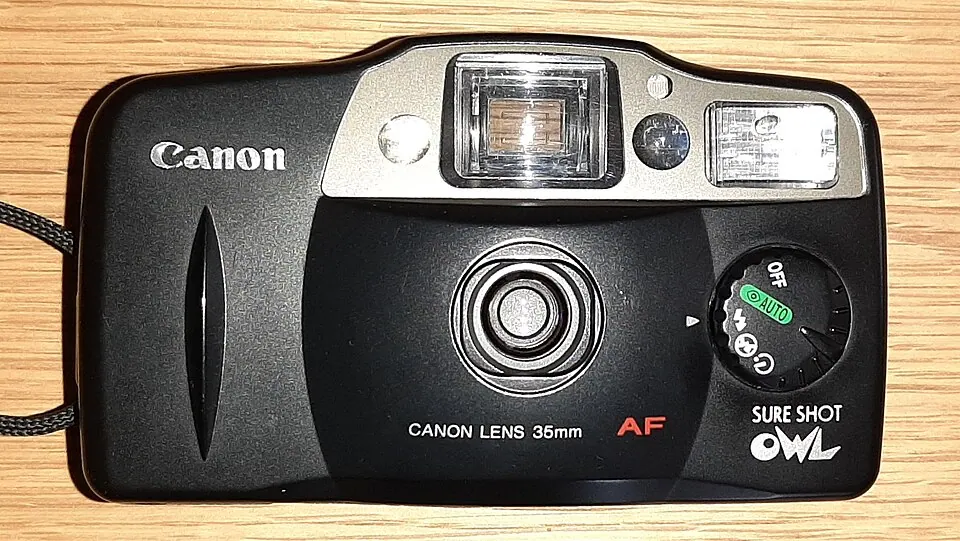 Canon
OFF
AUTO
CANON LENS 35mm
AF
SURE SHOT
OWL